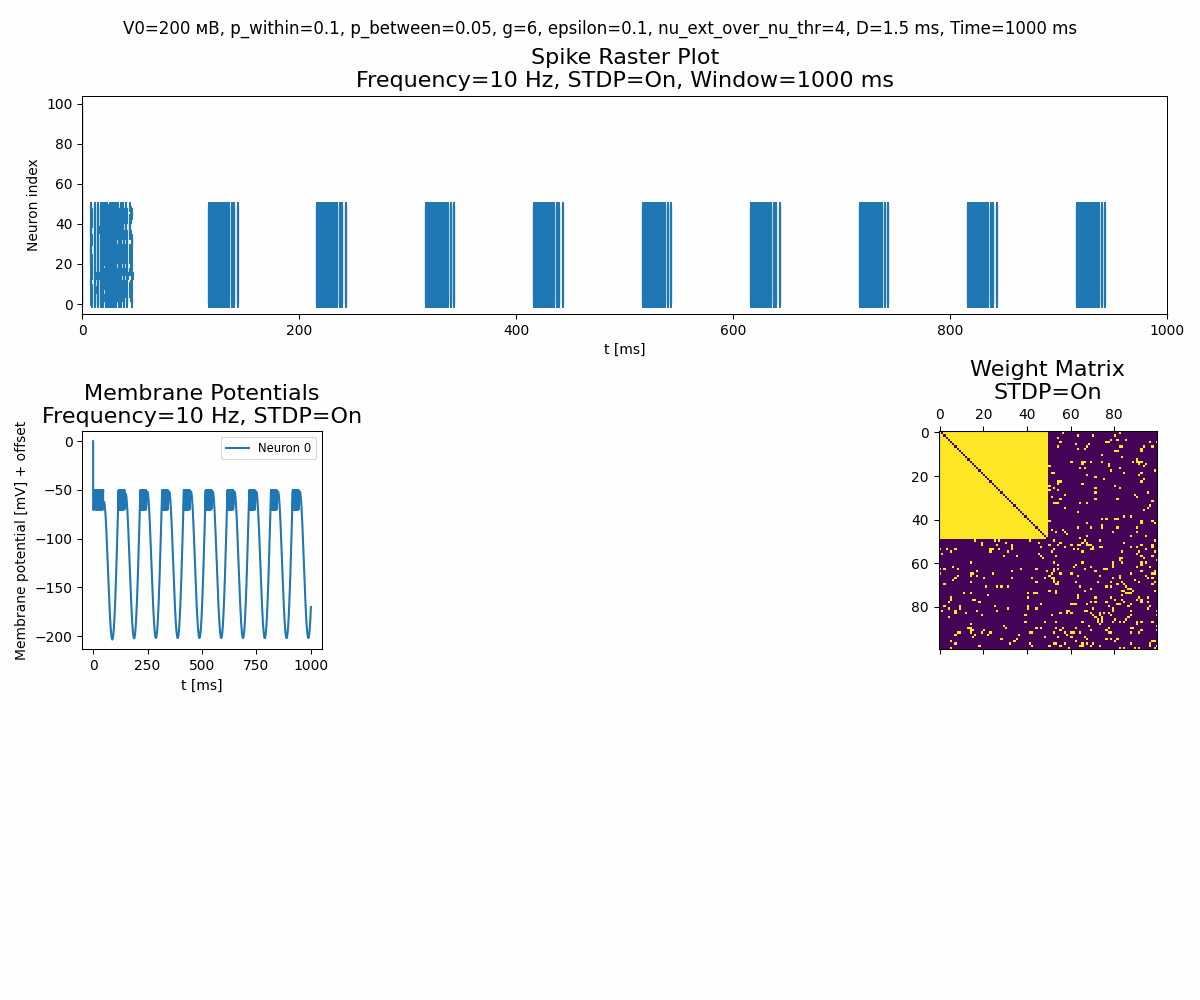 V0=200 мВ, p_within=0.1, p_between=0.05, g=6, epsilon=0.1, nu_ext_over_nu_thr=4, D=1.5 ms, Time=1000 ms
Spike Raster Plot
Frequency=10 Hz, STDP=On, Window=1000 ms
100
80
60
40
20
0
Neuron index
0 200 400 600 800 1000
t [ms]
Membrane Potentials
Frequency=10 Hz, STDP=On
0
−50
−100
−150
−200
Membrane potential [mV] + offset
Neuron 0
0 250 500 750 1000
t [ms]
Weight Matrix
STDP=On
0 20 40 60 80
0
20
40
60
80